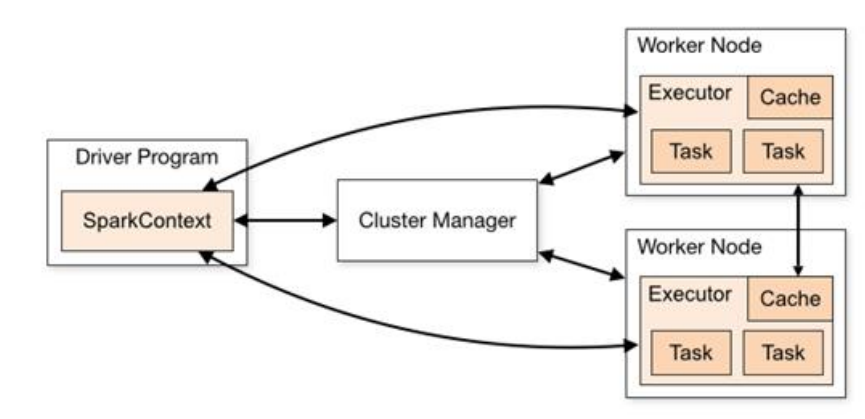 Driver Program
SparkContext
Cluster Manager
Worker Node
Executor
Cache
Task
Task
Worker Node
Executor
Cache
Task
Task